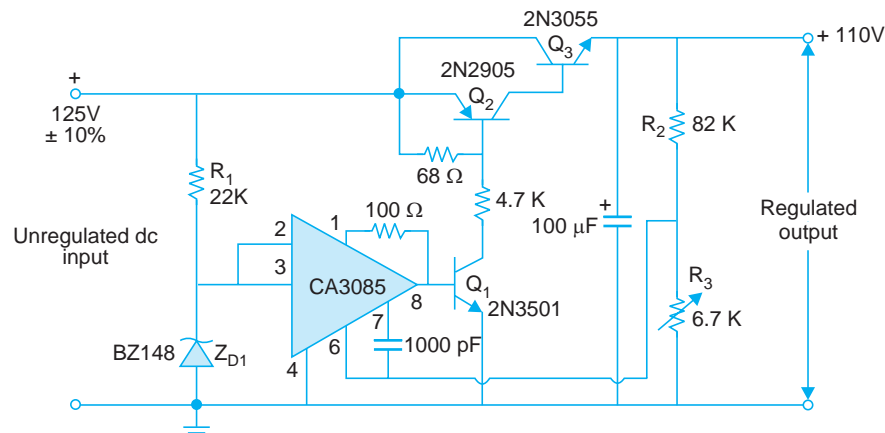 2N3055
Q3
+ 110V
2N2905
Q2
+
125V
± 10%
R1
22K
68 Ω
4.7 K
R2
82 K
+
100 µF
Unregulated dc
input
Regulated
output
1
100 Ω
2
3
CA3085
8
Q1
2N3501
7
6
4
1000 pF
R3
6.7 K
BZ148
ZD1